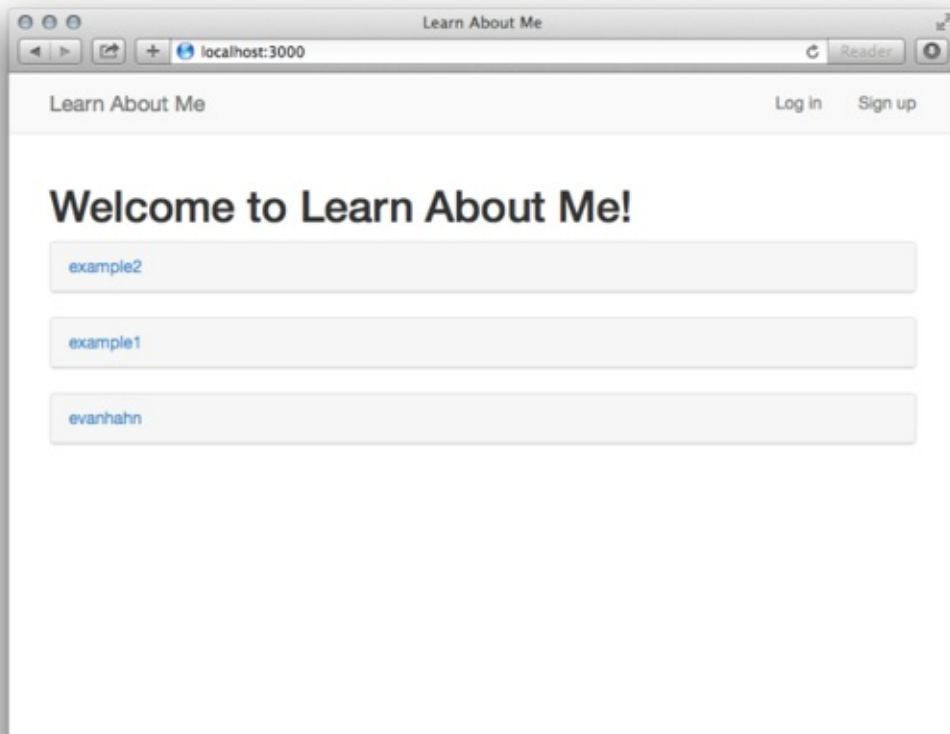 Learn About Me
localhost:3000 Reader
Learn About Me Log in Sign up
Welcome to Learn About Me!
example2
example1
evanhahn